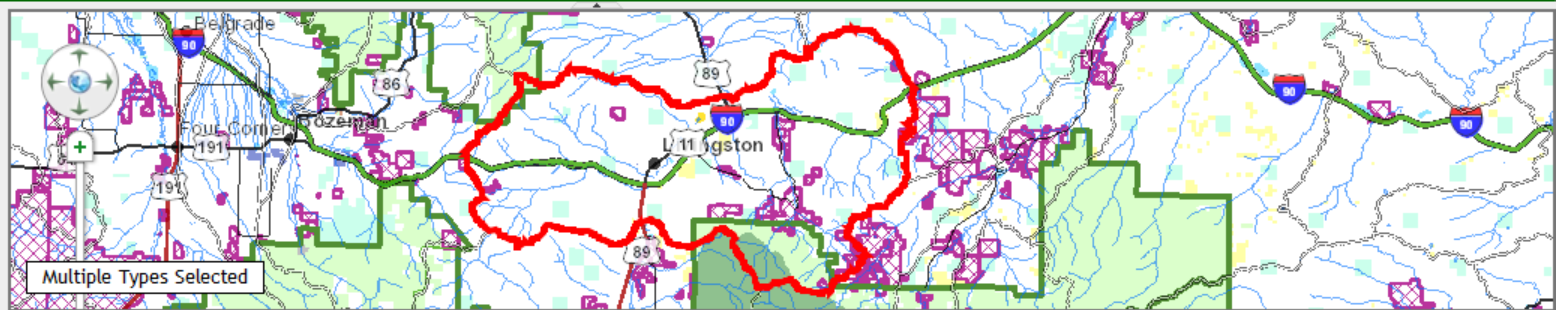 Belgrade
90
89
86
90
90
90
Bozeman
Four Corners
191
11
Livingston
191
89
Multiple Types Selected